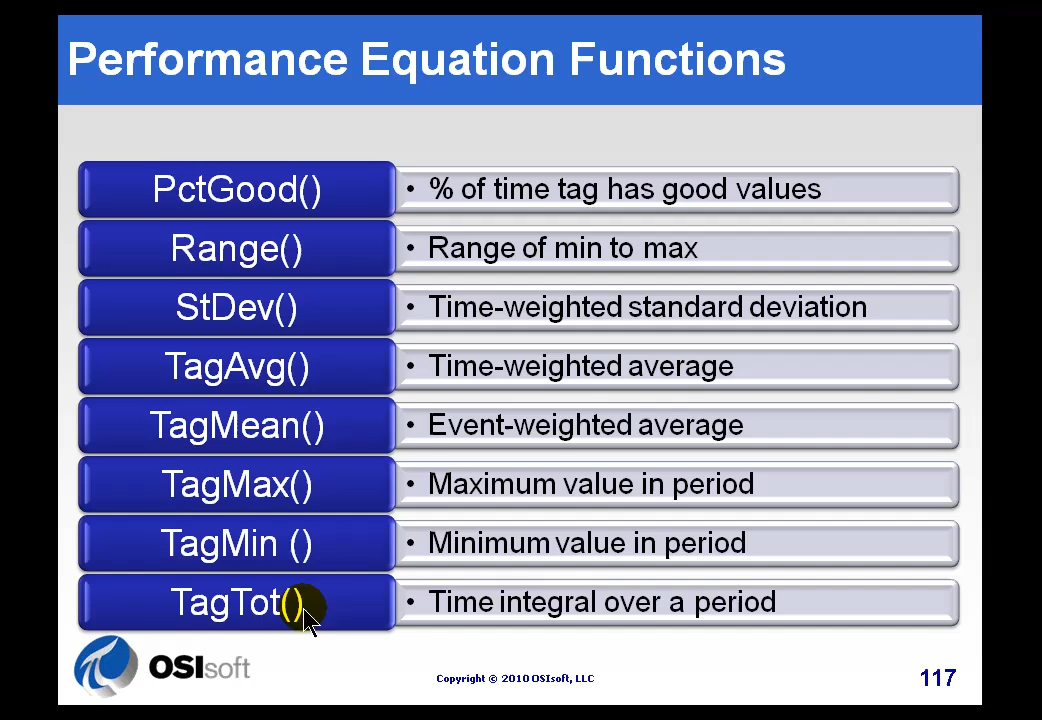 Performance Equation Functions
PctGood()
• % of time tag has good values
Range()
• Range of min to max
StDev()
• Time-weighted standard deviation
TagAvg()
• Time-weighted average
TagMean()
• Event-weighted average
TagMax()
• Maximum value in period
TagMin ()
• Minimum value in period
TagTot()
• Time integral over a period
OSIsoft
Copyright © 2010 OSIsoft, LLC
117